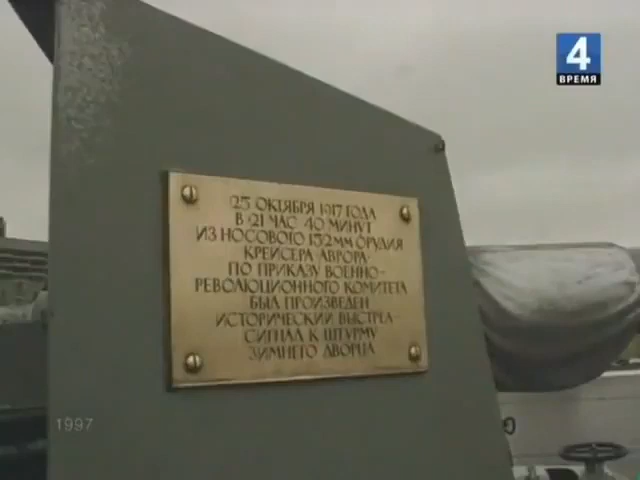 4
ВРЕМЯ
25 ОКТЯБРЯ 1917 ГОДА
В 21 ЧАС 40 МИНУТ
ИЗ НОСОВОГО 152ММ ОРУДИЯ
КРЕЙСЕРА АВРОРА
ПО ПРИКАЗУ ВОЕННО-
РЕВОЛЮЦИОННОГО КОМИТЕТА
БЫЛ ПРОИЗВЕДЕН
ИСТОРИЧЕСКИЙ ВЫСТРЕЛ-
СИГНАЛ К ШТУРМУ
ЗИМНЕГО ДВОРЦА
1997